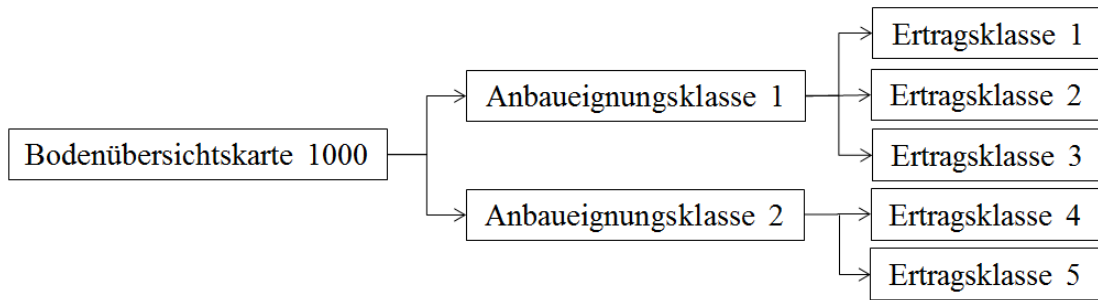 Bodenübersichtskarte 1000
Anbaueignungsklasse 1
Ertragsklasse 1
Ertragsklasse 2
Ertragsklasse 3
Anbaueignungsklasse 2
Ertragsklasse 4
Ertragsklasse 5